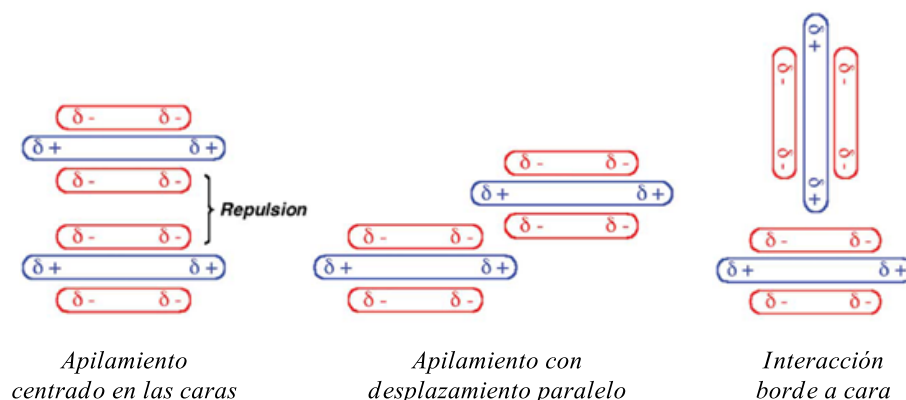 δ - δ -
δ + δ +
δ - δ -
Repulsion
δ - δ -
δ + δ +
δ - δ -
δ - δ -
δ + δ +
δ - δ -
δ - δ -
δ + δ +
δ - δ -
δ +
δ - δ -
δ - δ -
δ +
δ - δ -
δ + δ +
δ - δ -
Apilamiento
centrado en las caras
Apilamiento con
desplazamiento paralelo
Interacción
borde a cara